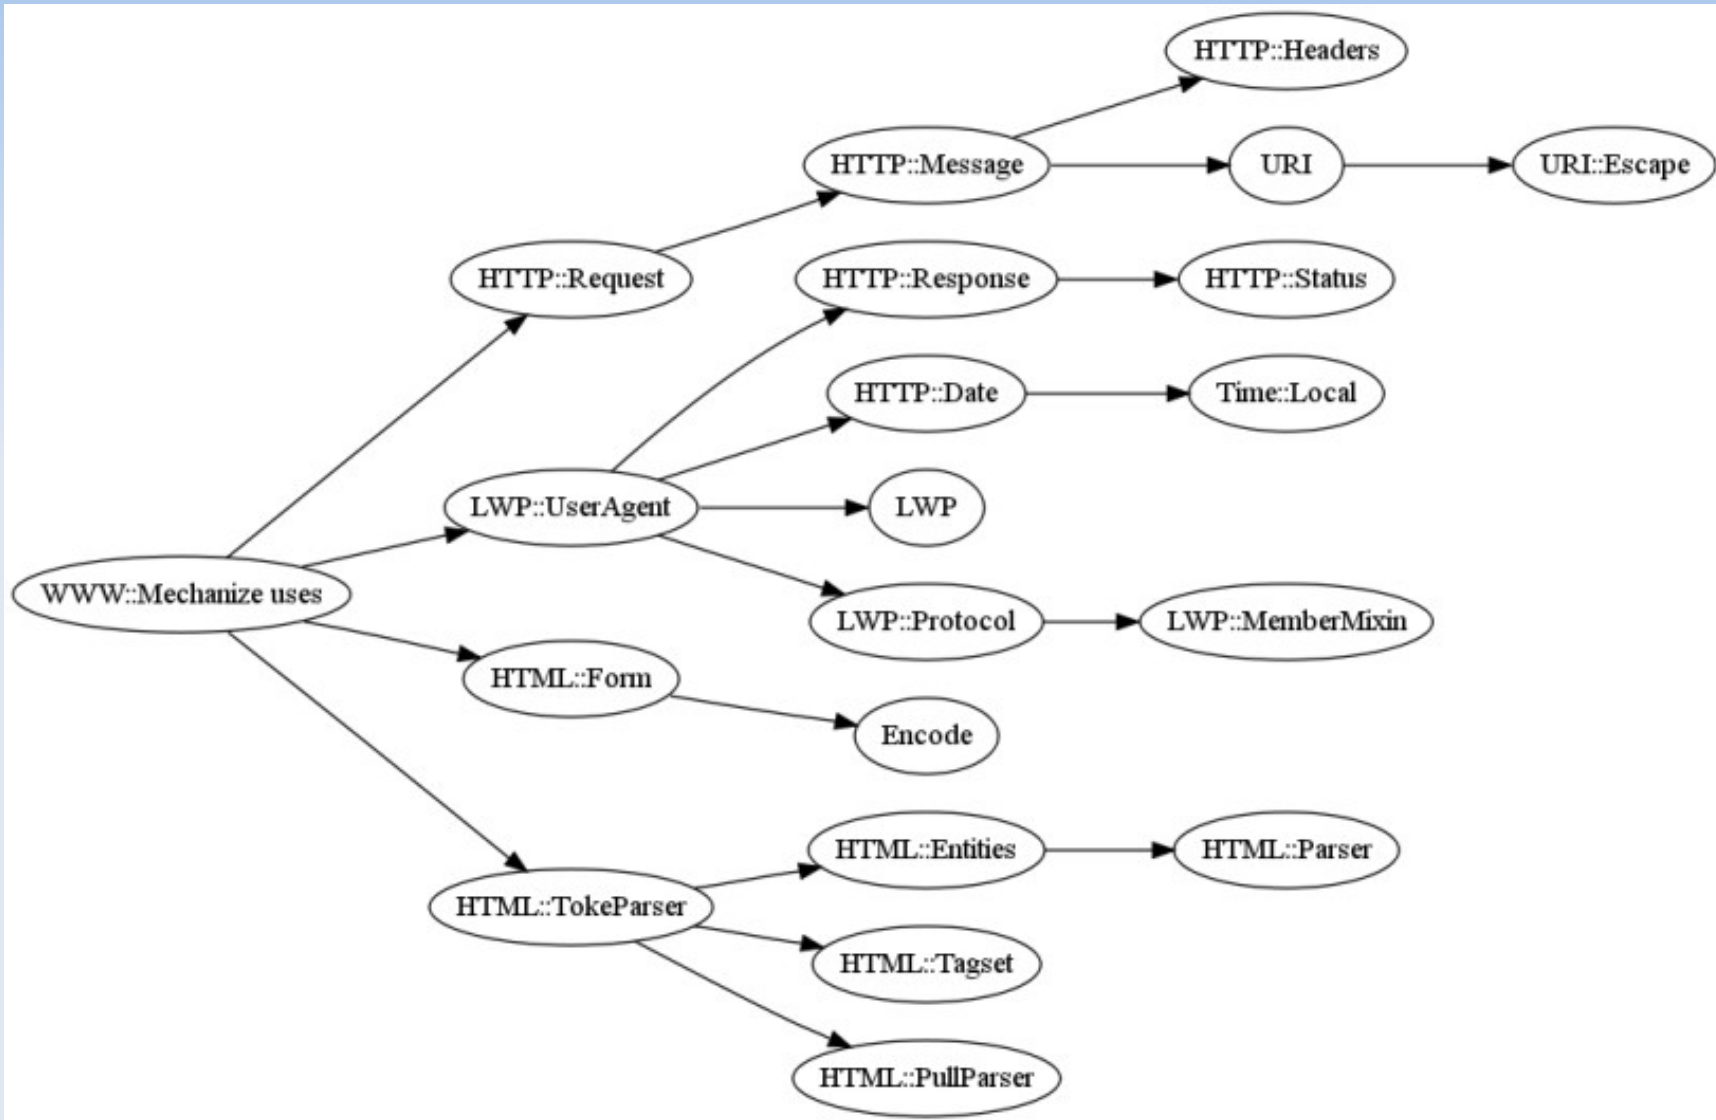 HTTP::Headers
HTTP::Message
URI
URI::Escape
HTTP::Request
HTTP::Response
HTTP::Status
HTTP::Date
Time::Local
LWP::UserAgent
LWP
WWW::Mechanize uses
LWP::Protocol
LWP::MemberMixin
HTML::Form
Encode
HTML::Entities
HTML::Parser
HTML::TokeParser
HTML::Tagset
HTML::PullParser